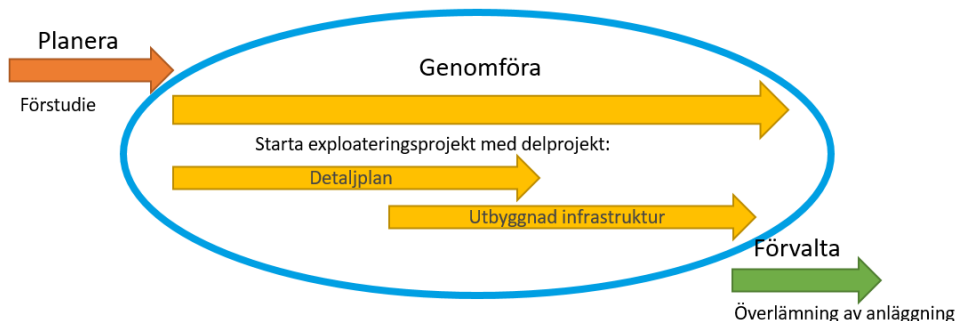 Planera
Förstudie
Genomföra
Starta exploateringsprojekt med delprojekt:
Detaljplan
Utbyggnad infrastruktur
Förvalta
Överlämning av anläggning